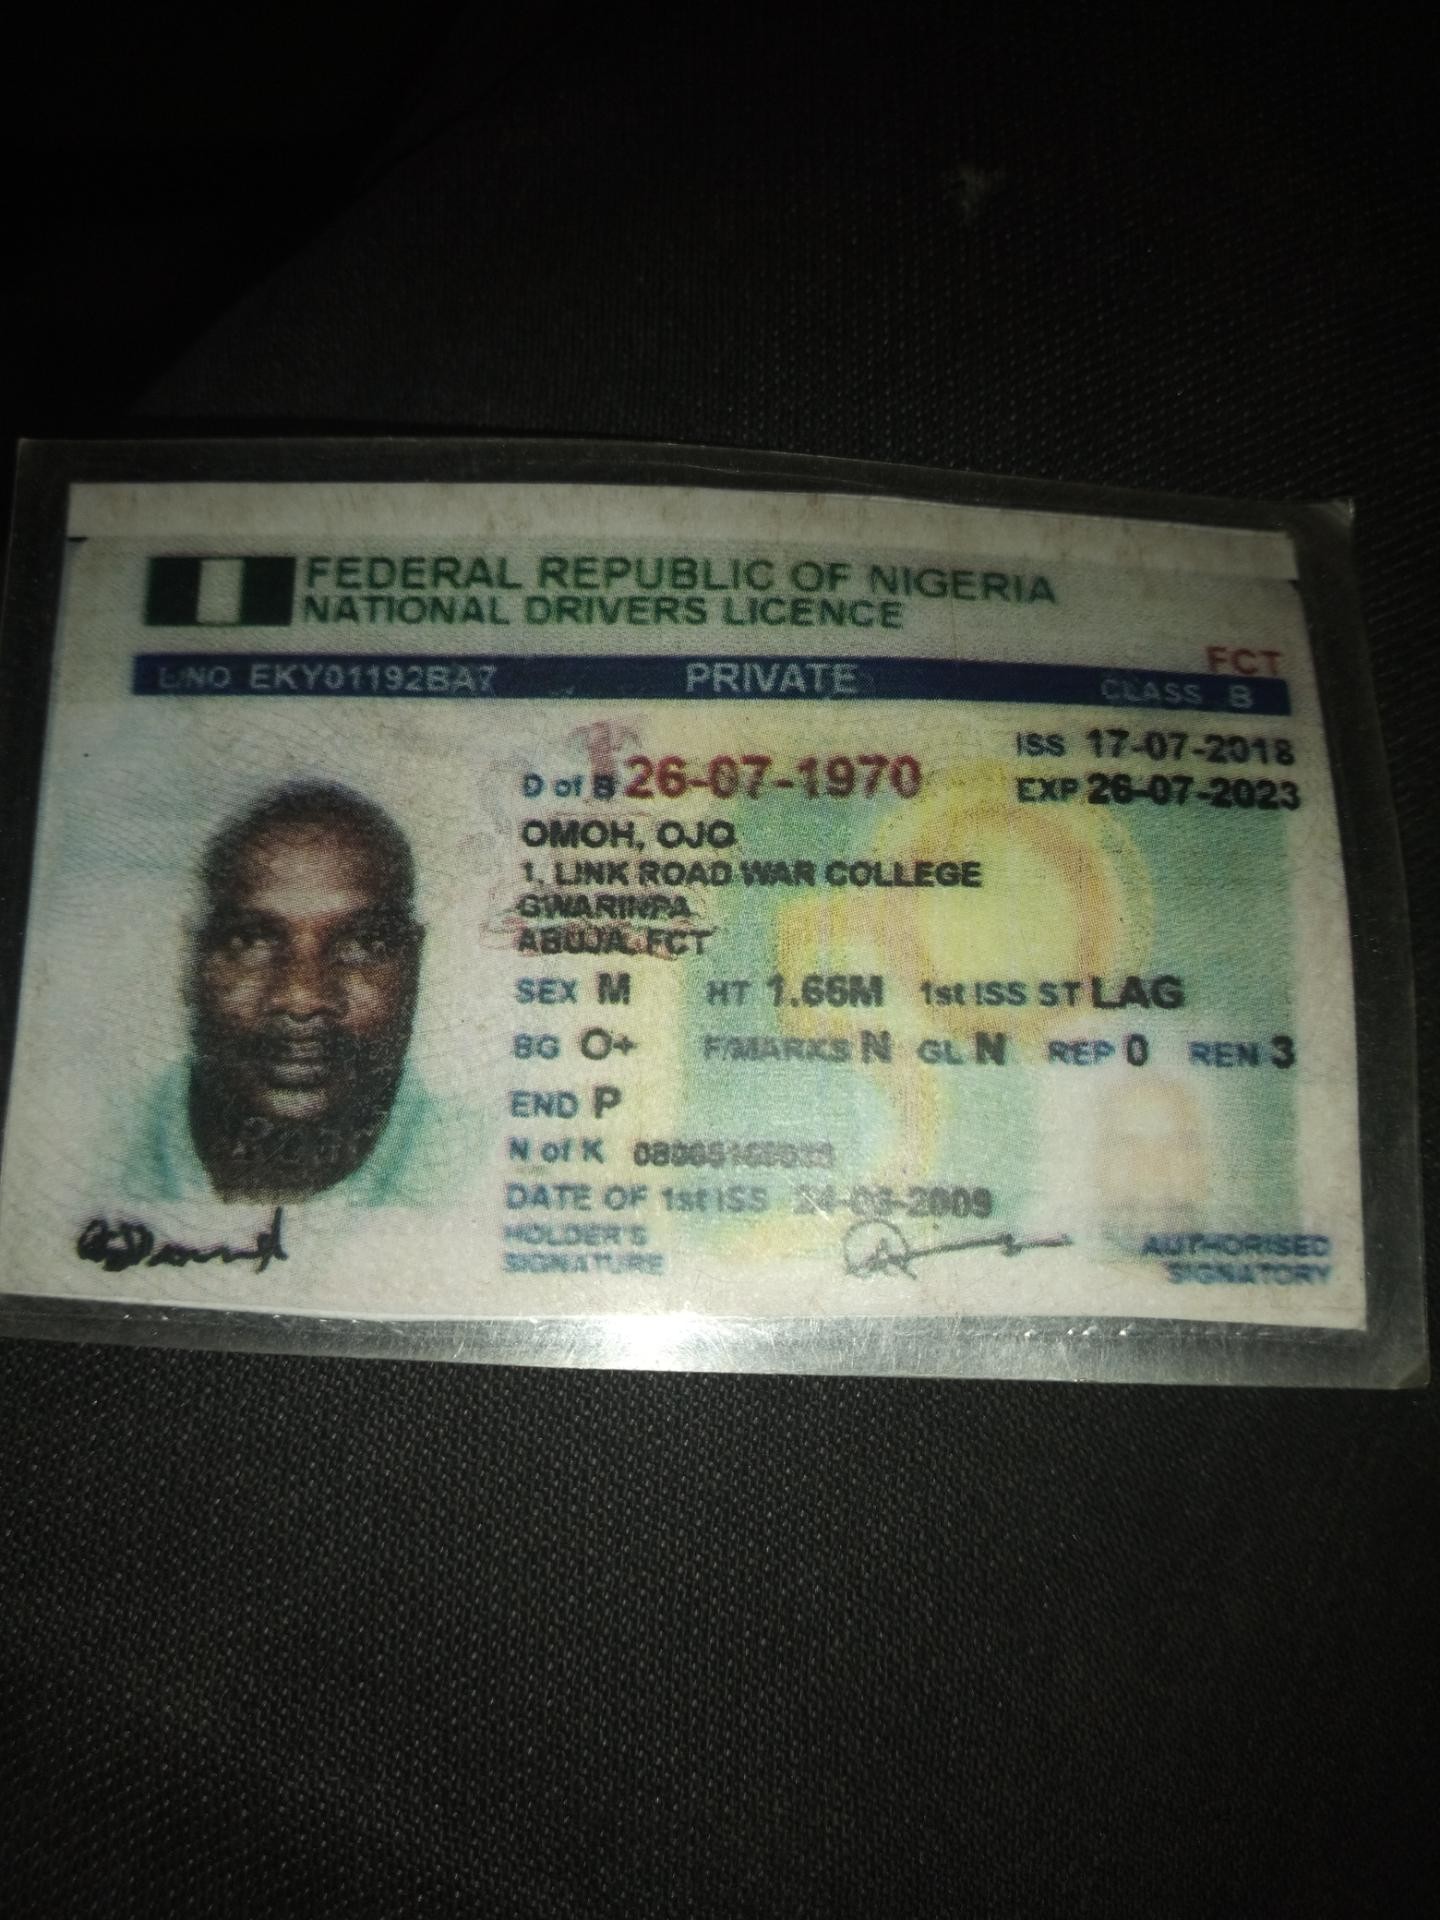 FEDERAL REPUBLIC OF NIGERIA
NATIONAL DRIVERS LICENCE
FCT
L/NO EKY01192BA7 PRIVATE CLASS B
ISS 17-07-2018
D of B 26-07-1970 EXP 26-07-2023
OMOH, OJO
1, LINK ROAD WAR COLLEGE
GWARINPA
ABUJA, FCT
SEX M HT 1.66M 1st ISS ST LAG
BG O+ F/MARKS N GL N REP 0 REN 3
END P
N of K
DATE OF 1st ISS
HOLDER'S
SIGNATURE
AUTHORISED
SIGNATORY